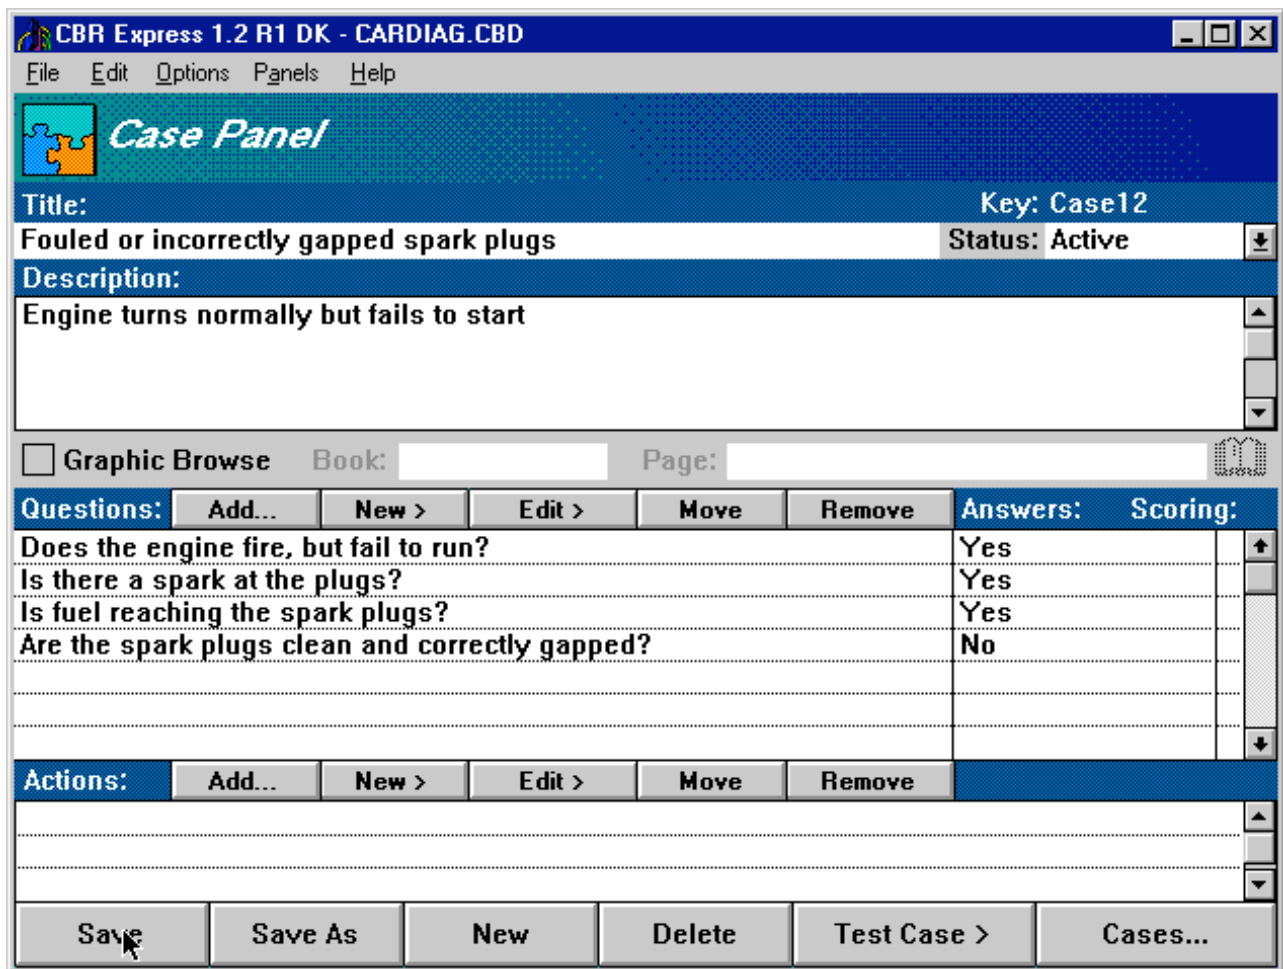 CBR Express 1.2 R1 DK - CARDIAG.CBD
File Edit Options Panels Help
Case Panel
Title: Key: Case12
Fouled or incorrectly gapped spark plugs Status: Active
Description:
Engine turns normally but fails to start
Graphic Browse Book: Page:
Questions: Add... New > Edit > Move Remove Answers: Scoring:
Does the engine fire, but fail to run? Yes
Is there a spark at the plugs? Yes
Is fuel reaching the spark plugs? Yes
Are the spark plugs clean and correctly gapped? No
Actions: Add... New > Edit > Move Remove
Save Save As New Delete Test Case > Cases...